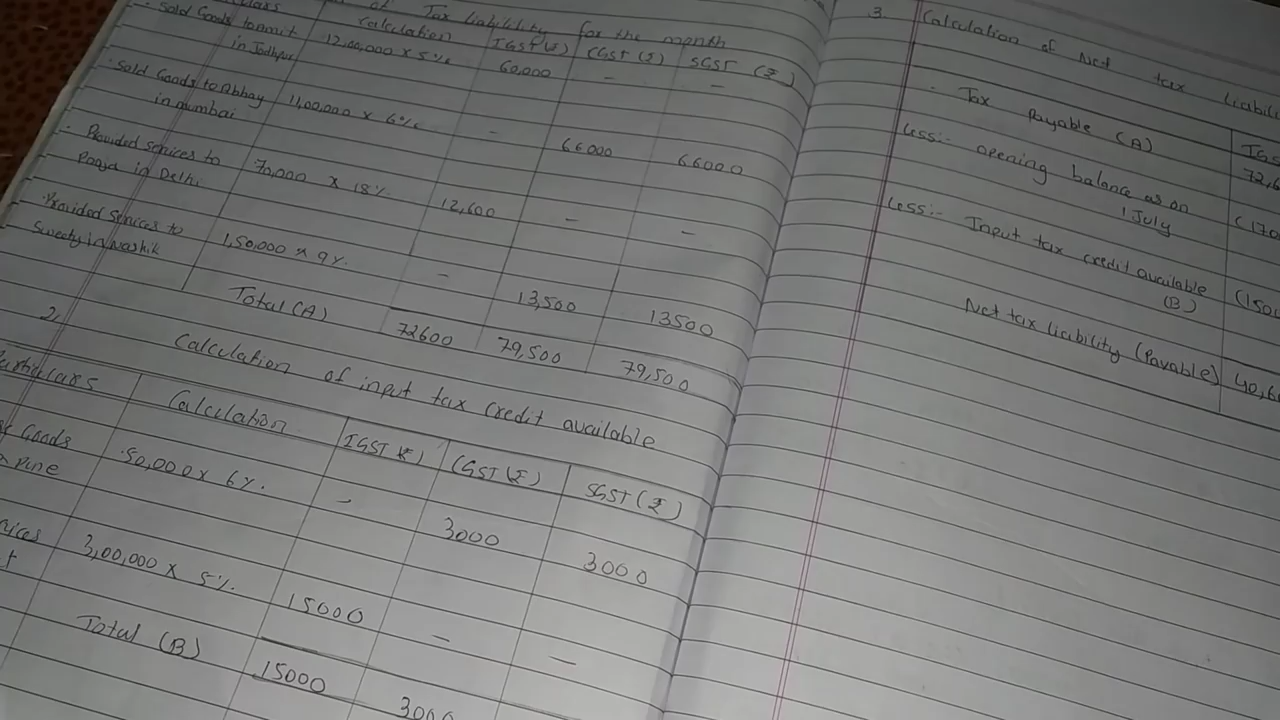 Tax liability for the month
calculation IGST (₹) CGST (₹) SGST (₹)
· Sold Goods to 12,00,000 x 5% 60,000 - -
in Jodhpur
· Sold Goods to Abhay 11,00,000 x 6% - 66000 66000
in mumbai
· Provided services to 70,000 x 18% 12,600 - -
Pooja in Delhi
· Provided services to 1,50,000 x 9% - 13,500 13500
Sweety in Nashik
Total (A) 72600 79,500 79,500
2. Calculation of input tax credit available
Particulars Calculation IGST (₹) CGST (₹) SGST (₹)
Goods 50,000 x 6% - 3000 3000
Pune
3,00,000 x 5% 15000 - -
Total (B) 15000 3000
3. Calculation of Net tax
· Tax Payable (A)
Less:- opening balance as on
1 July
Less:- Input tax credit available
(B)
Net tax liability (Payable)